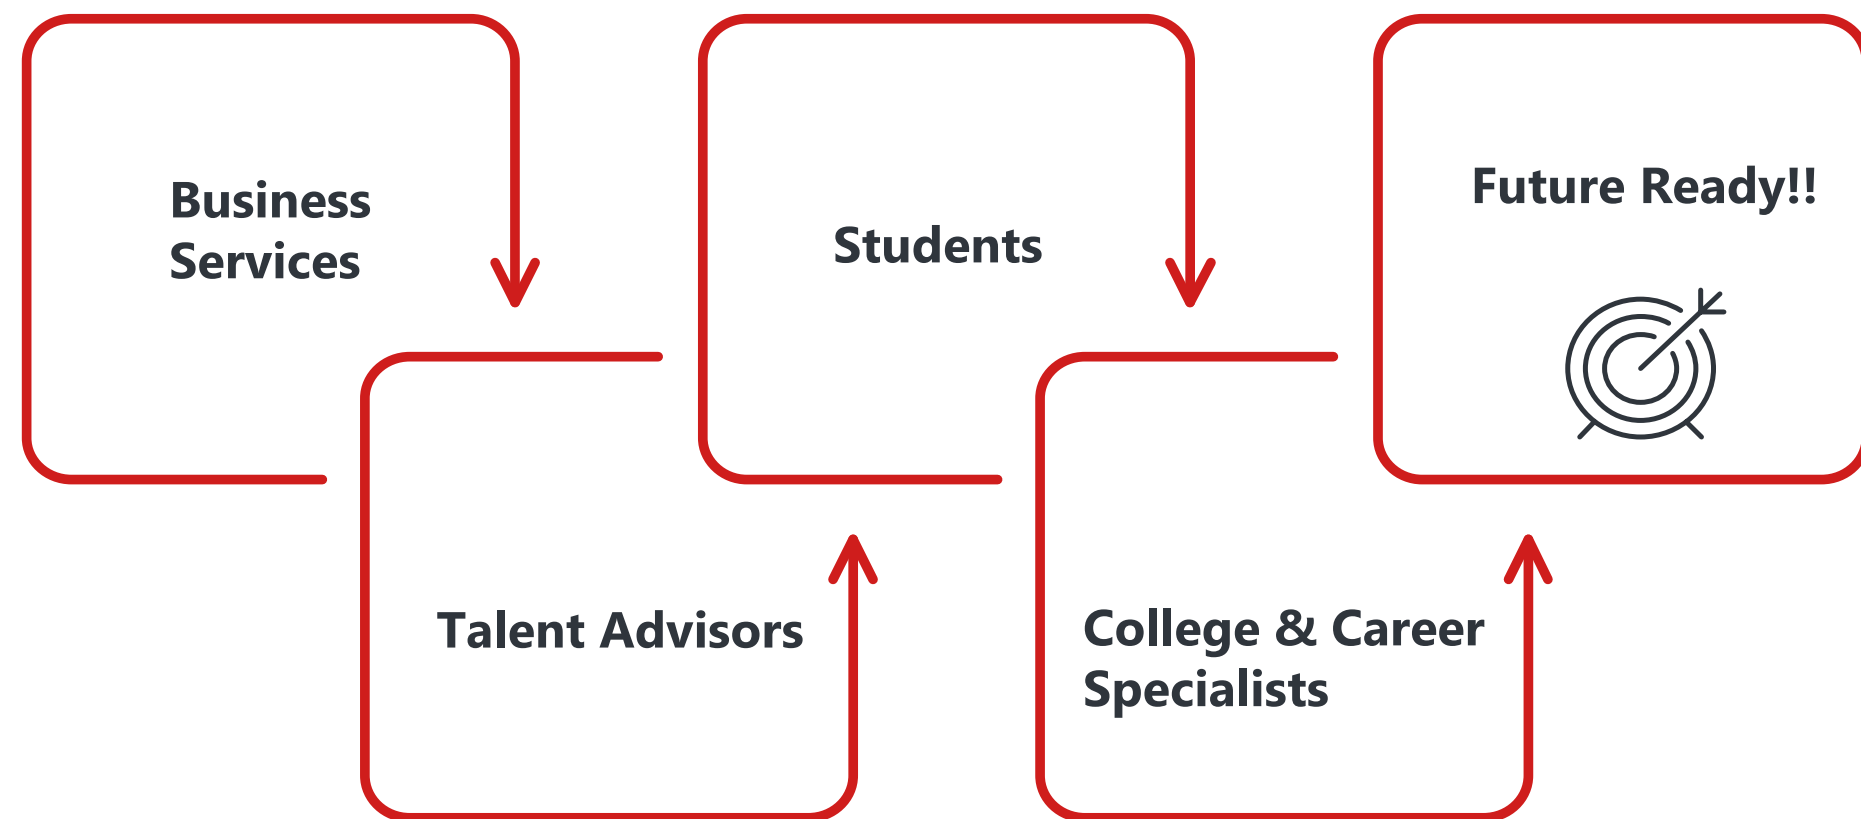 Business
Services
Talent Advisors
Students
College & Career
Specialists
Future Ready!!